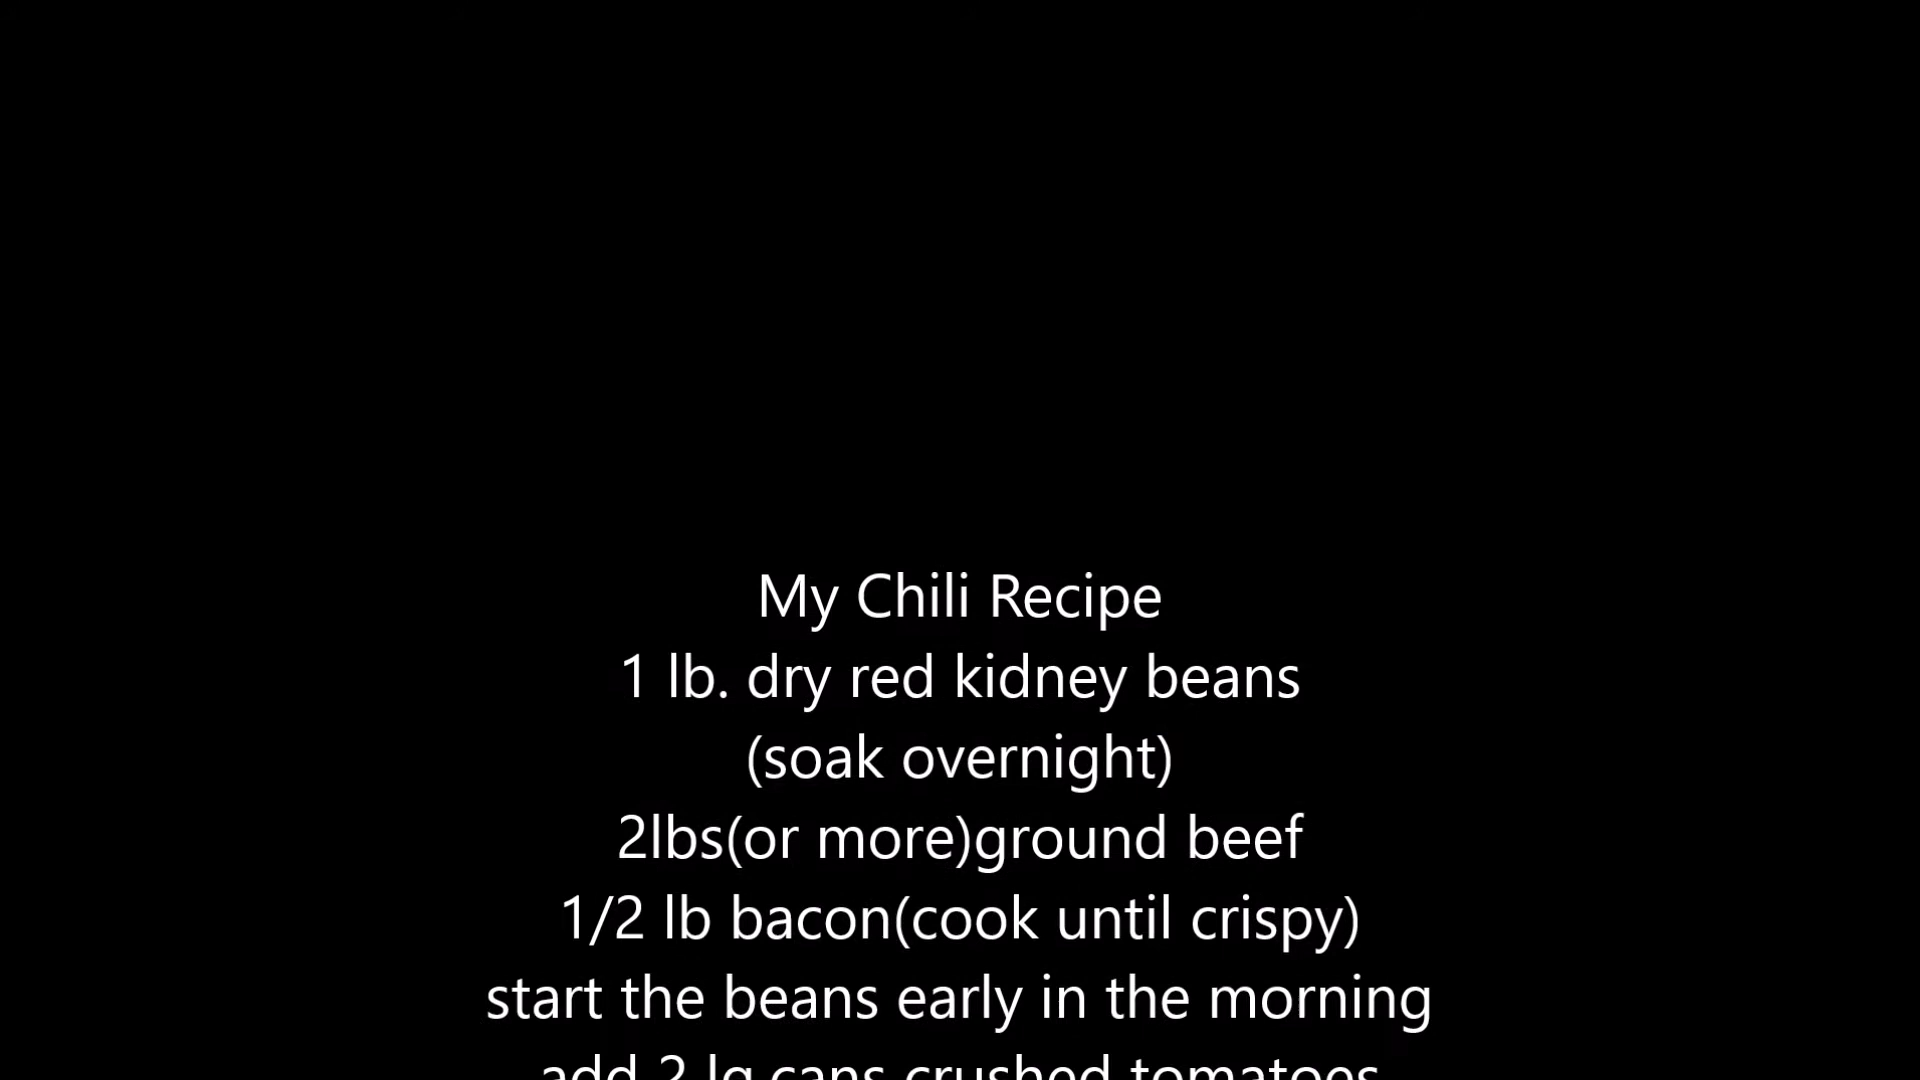 My Chili Recipe
1 lb. dry red kidney beans
(soak overnight)
2lbs(or more)ground beef
1/2 lb bacon(cook until crispy)
start the beans early in the morning
add 2 lg cans crushed tomatoes